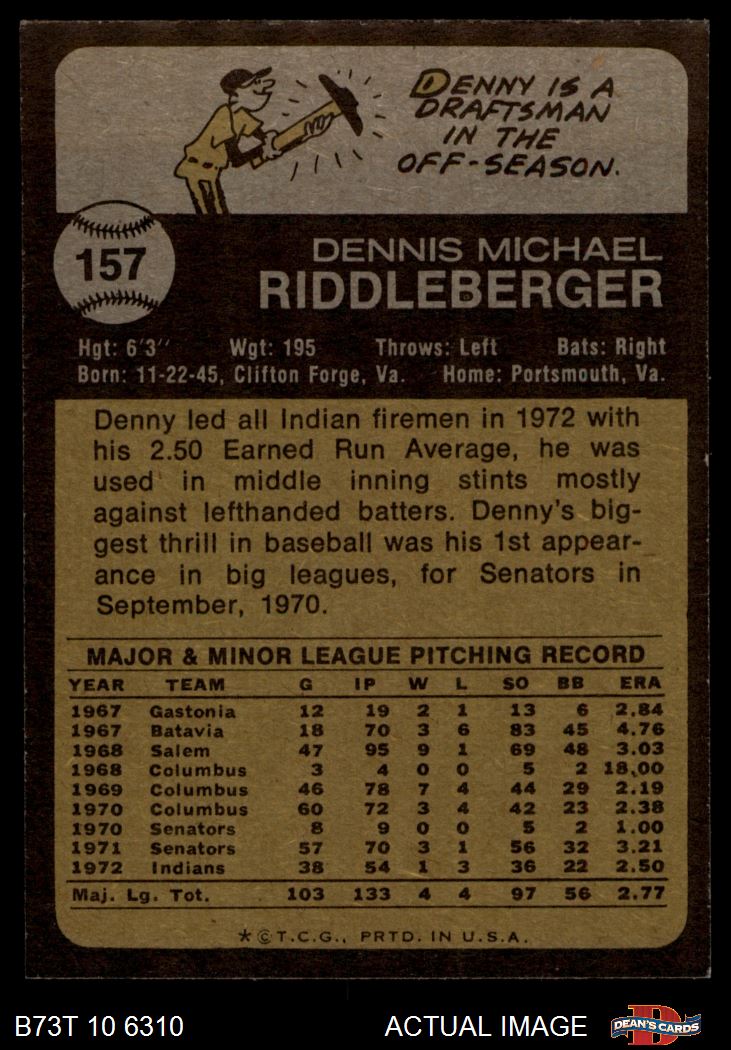 DENNY IS A
DRAFTSMAN
IN THE
OFF-SEASON.
157
DENNIS MICHAEL
RIDDLEBERGER
Hgt: 6'3" Wgt: 195 Throws: Left Bats: Right
Born: 11-22-45, Clifton Forge, Va. Home: Portsmouth, Va.
Denny led all Indian firemen in 1972 with
his 2.50 Earned Run Average, he was
used in middle inning stints mostly
against lefthanded batters. Denny's big-
gest thrill in baseball was his 1st appear-
ance in big leagues, for Senators in
September, 1970.
MAJOR & MINOR LEAGUE PITCHING RECORD
YEAR TEAM G IP W L SO BB ERA
1967 Gastonia 12 19 2 1 13 6 2.84
1967 Batavia 18 70 3 6 83 45 4.76
1968 Salem 47 95 9 1 69 48 3.03
1968 Columbus 3 4 0 0 5 2 18.00
1969 Columbus 46 78 7 4 44 29 2.19
1970 Columbus 60 72 3 4 42 23 2.38
1970 Senators 8 9 0 0 5 2 1.00
1971 Senators 57 70 3 1 56 32 3.21
1972 Indians 38 54 1 3 36 22 2.50
Maj. Lg. Tot. 103 133 4 4 97 56 2.77
*©T.C.G., PRTD. IN U.S.A.
B73T 10 6310 ACTUAL IMAGE D DEAN'S CARDS